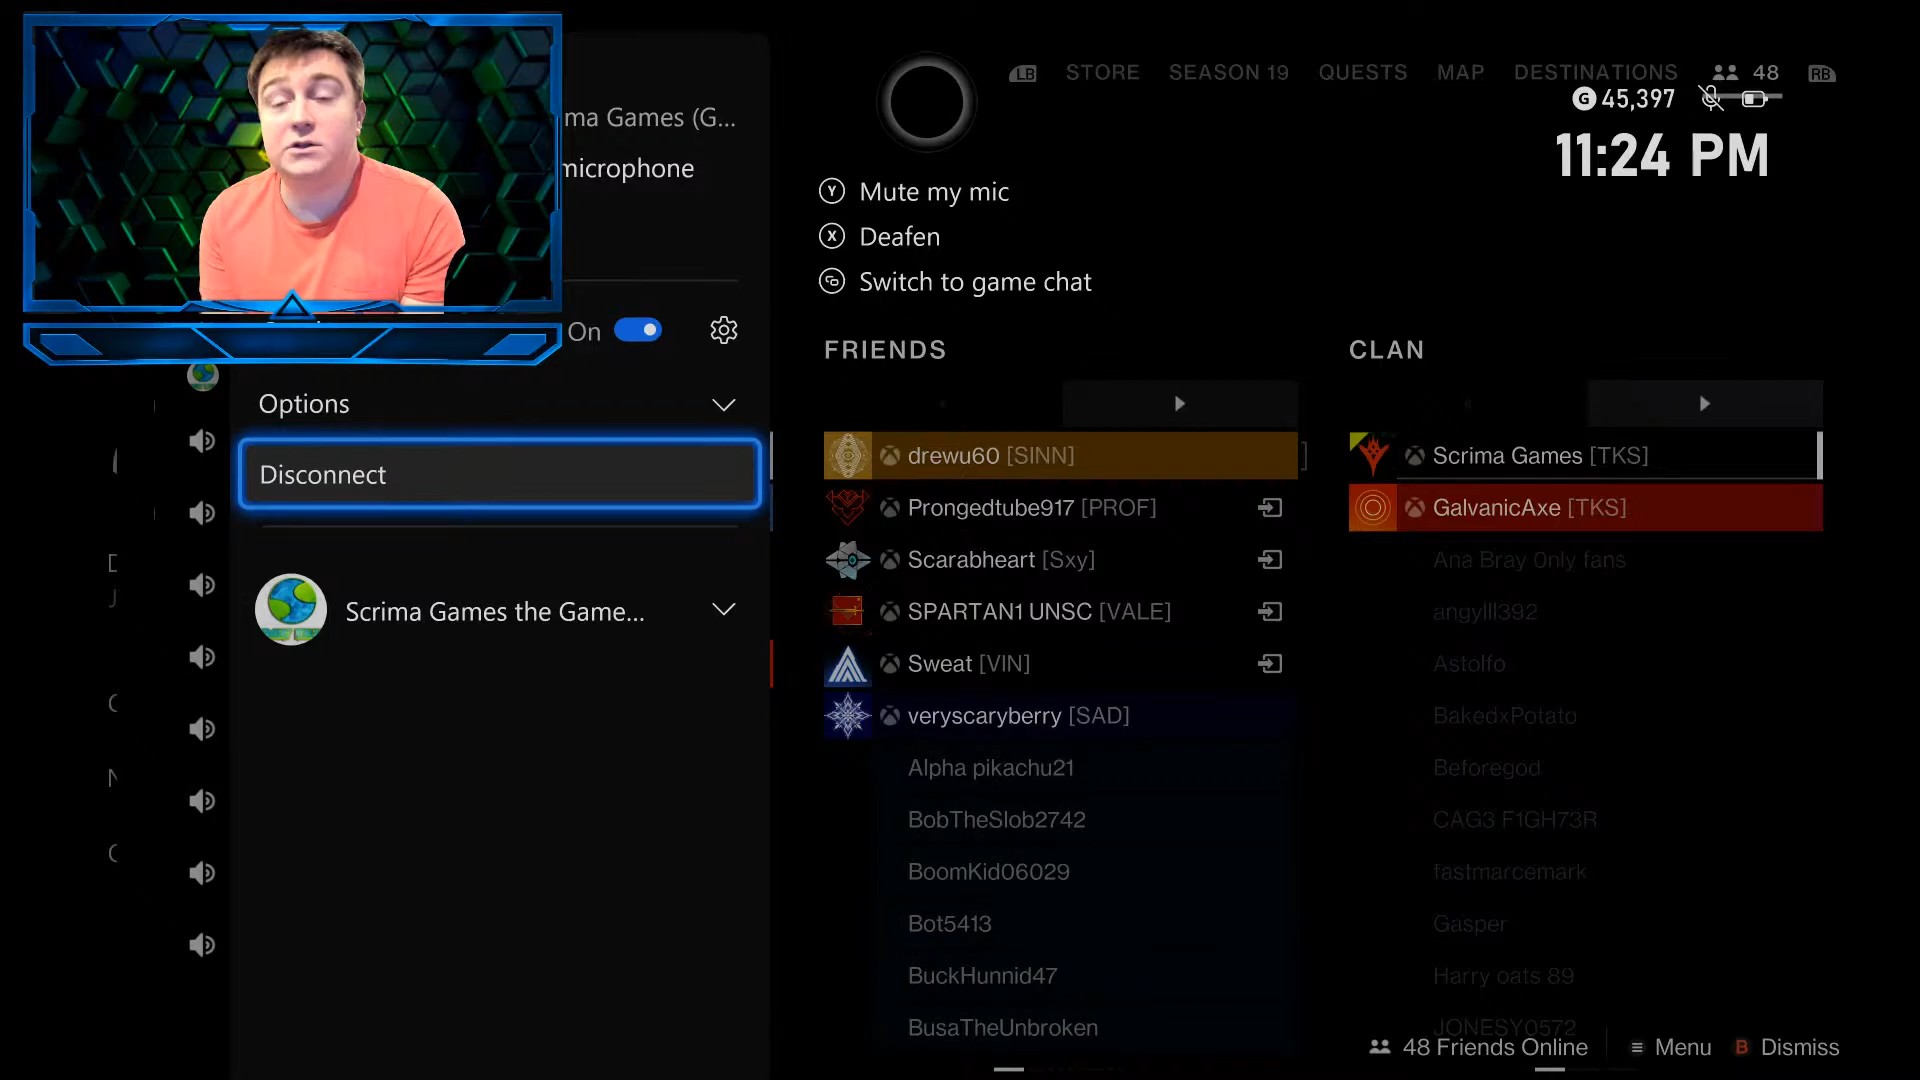 LB STORE SEASON 19 QUESTS MAP DESTINATIONS 48 RB
G 45,397
11:24 PM
ma Games (G...
microphone
On
Options
Disconnect
Scrima Games the Game...
Y Mute my mic
X Deafen
Switch to game chat
FRIENDS
drewu60 [SINN]
Prongedtube917 [PROF]
Scarabheart [Sxy]
SPARTAN1 UNSC [VALE]
Sweat [VIN]
veryscaryberry [SAD]
Alpha pikachu21
BobTheSlob2742
BoomKid06029
Bot5413
BuckHunnid47
BusaTheUnbroken
CLAN
Scrima Games [TKS]
GalvanicAxe [TKS]
Ana Bray 0nly fans
angylll392
Astolfo
BakedxPotato
Beforegod
CAG3 F1GH73R
fastmarcemark
Gasper
Harry oats 89
JONESY0572
48 Friends Online
Menu
B Dismiss